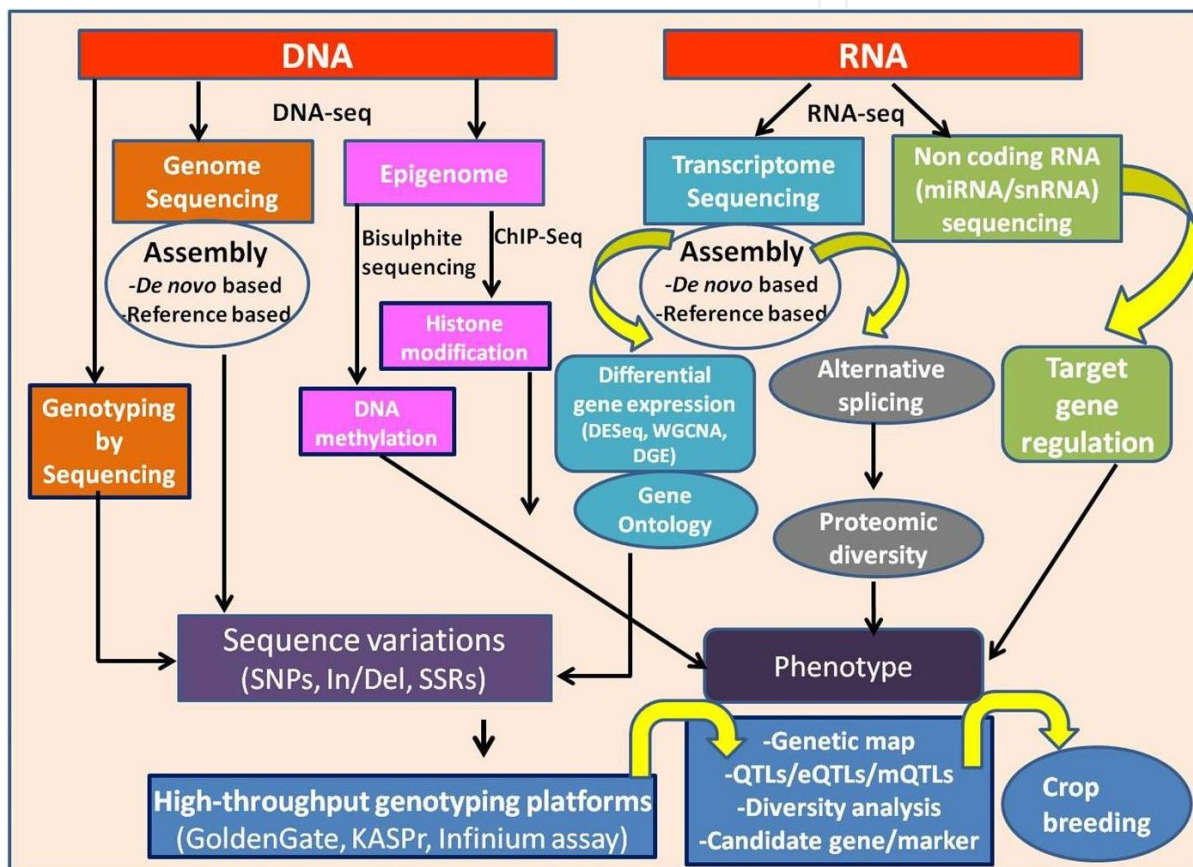 DNA
RNA
DNA-seq
RNA-seq
Genome
Sequencing
Epigenome
Transcriptome
Sequencing
Non coding RNA
(miRNA/snRNA)
sequencing
Assembly
-De novo based
-Reference based
Bisulphite
sequencing
ChIP-Seq
Assembly
-De novo based
-Reference based
Histone
modification
Genotyping
by
Sequencing
DNA
methylation
Differential
gene expression
(DESeq, WGCNA,
DGE)
Alternative
splicing
Target
gene
regulation
Gene
Ontology
Proteomic
diversity
Sequence variations
(SNPs, In/Del, SSRs)
Phenotype
High-throughput genotyping platforms
(GoldenGate, KASPr, Infinium assay)
-Genetic map
-QTLs/eQTLs/mQTLs
-Diversity analysis
-Candidate gene/marker
Crop
breeding